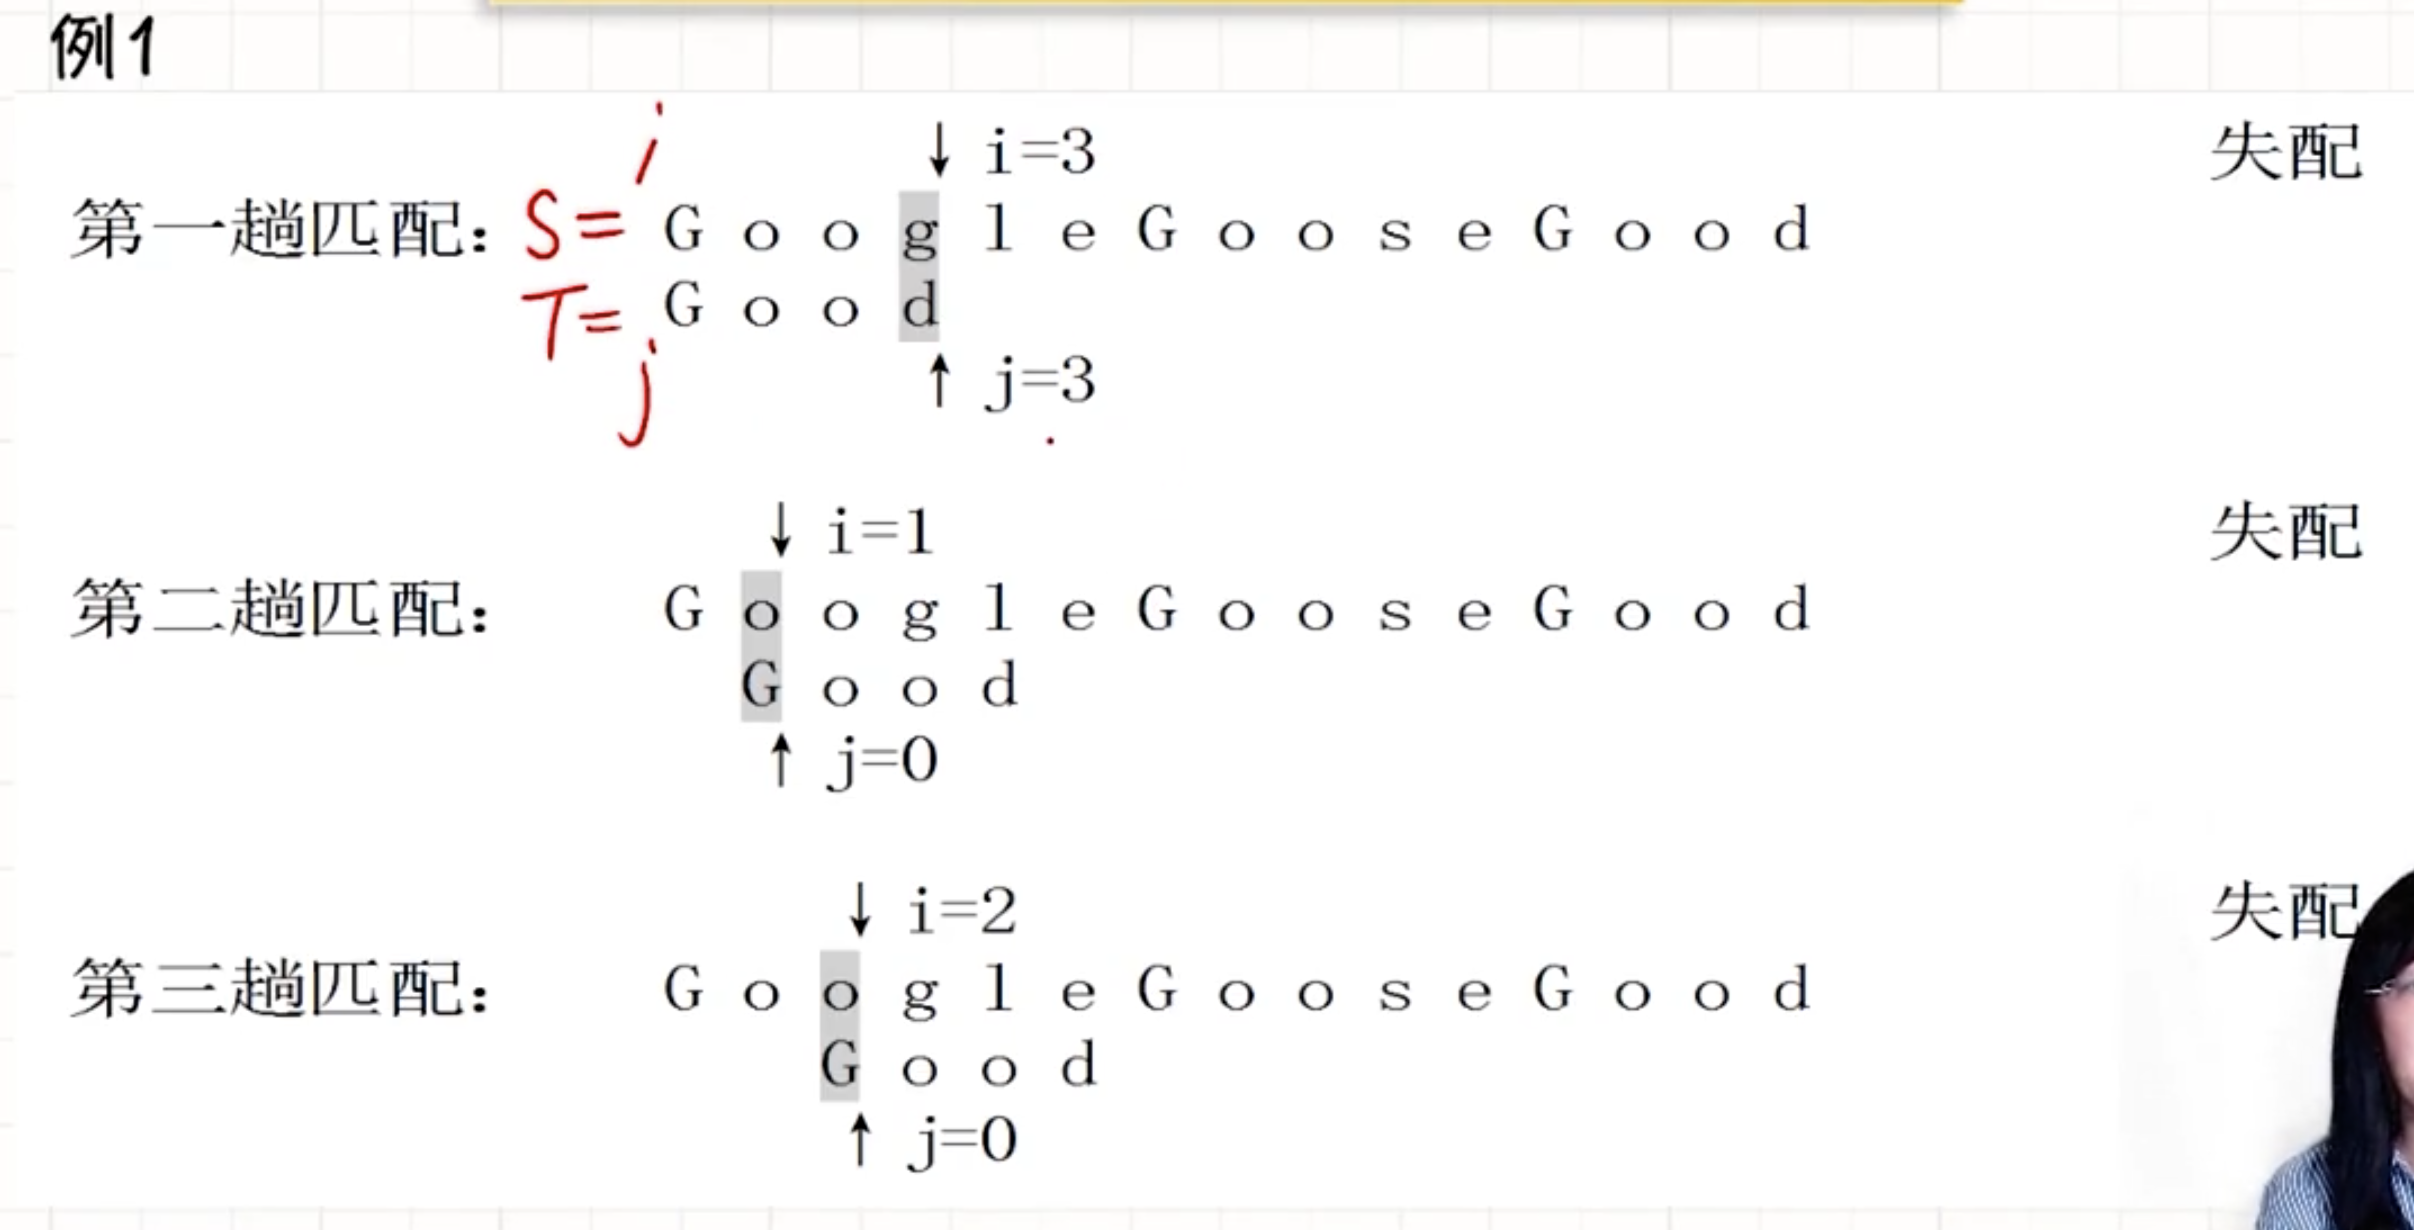 例1
↓ i=3 失配
第一趟匹配： S= i G o o g l e G o o s e G o o d
T= j G o o d
↑ j=3
↓ i=1 失配
第二趟匹配： G o o g l e G o o s e G o o d
G o o d
↑ j=0
↓ i=2 失配
第三趟匹配： G o o g l e G o o s e G o o d
G o o d
↑ j=0